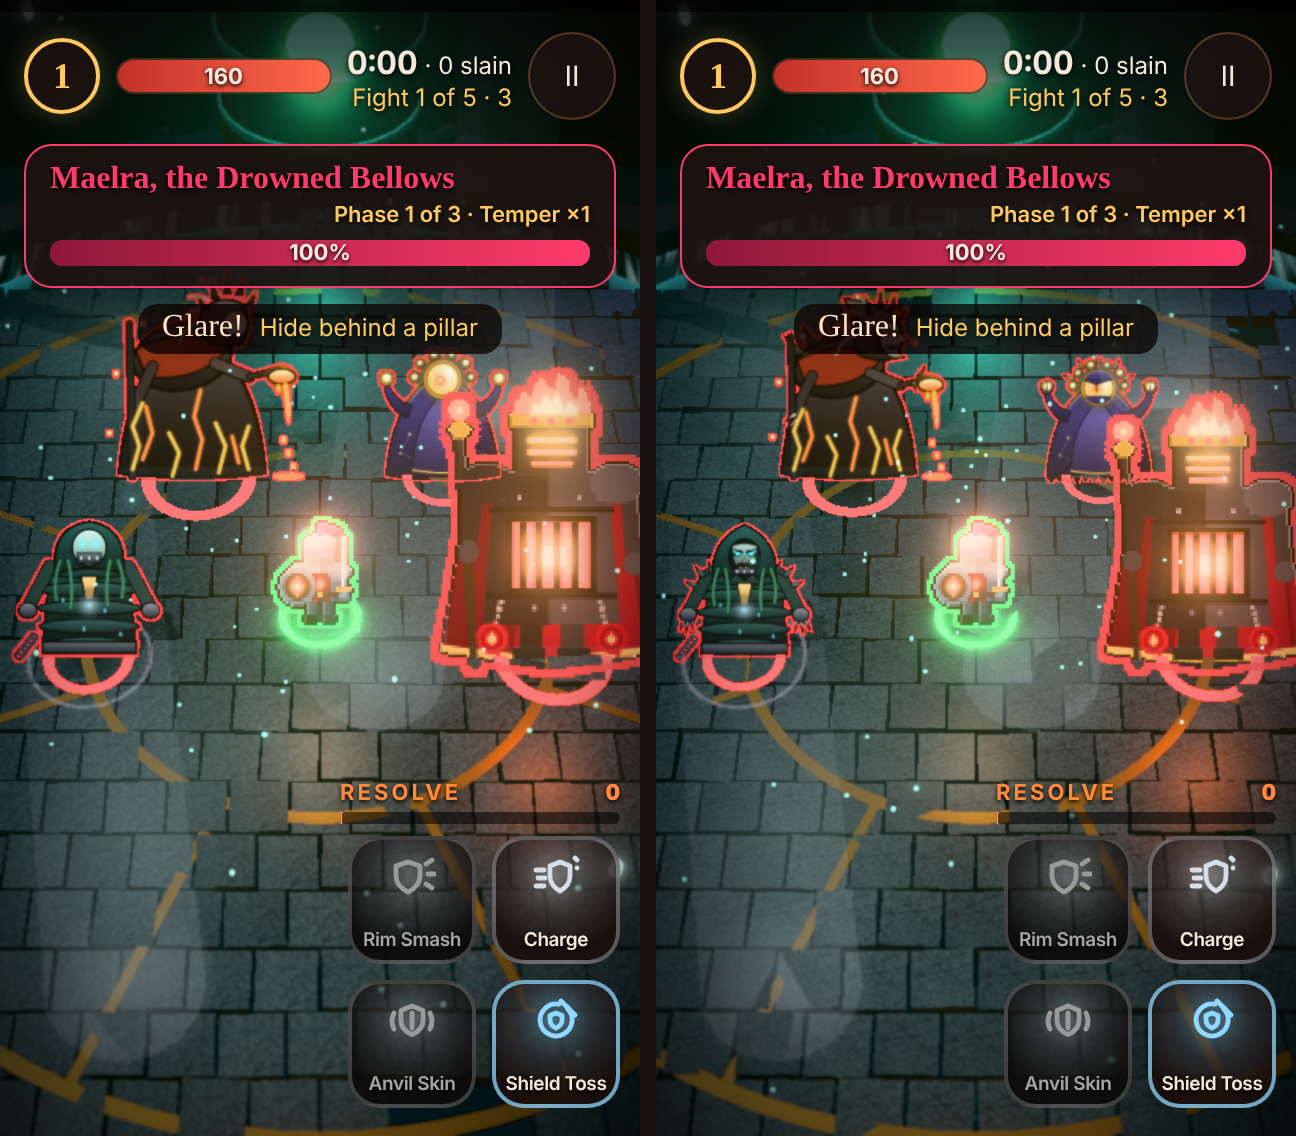 1
160
0:00 · 0 slain
Fight 1 of 5 · 3
Maelra, the Drowned Bellows
Phase 1 of 3 · Temper ×1
100%
Glare! Hide behind a pillar
RESOLVE 0
Rim Smash
Charge
Anvil Skin
Shield Toss
1
160
0:00 · 0 slain
Fight 1 of 5 · 3
Maelra, the Drowned Bellows
Phase 1 of 3 · Temper ×1
100%
Glare! Hide behind a pillar
RESOLVE 0
Rim Smash
Charge
Anvil Skin
Shield Toss